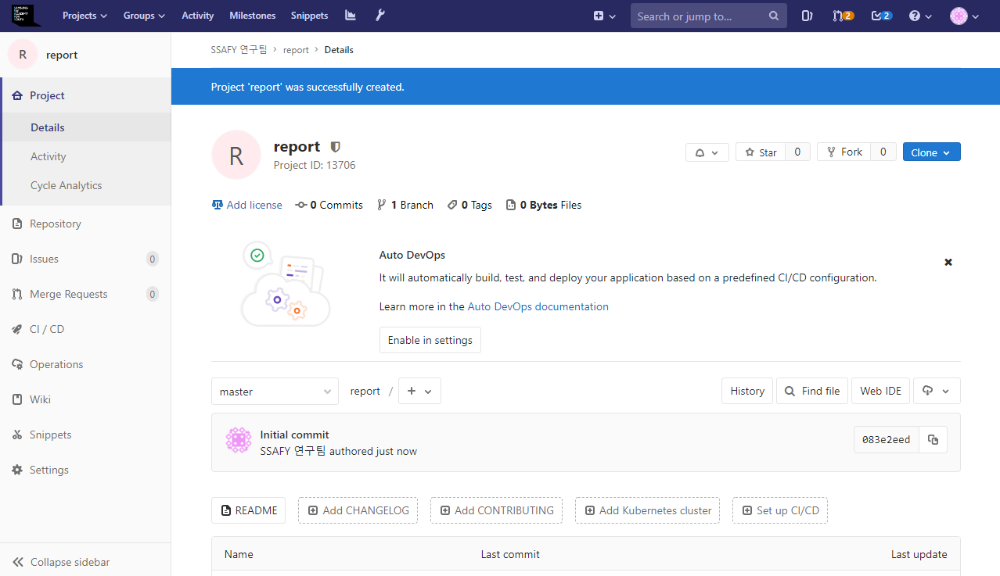 SAMSUNG
SW
ACADEMY
FOR
YOUTH
Projects Groups Activity Milestones Snippets Search or jump to... 2 2
R report
SSAFY 연구팀 > report > Details
Project 'report' was successfully created.
Project
Details
Activity
Cycle Analytics
Repository
Issues 0
Merge Requests 0
CI / CD
Operations
Wiki
Snippets
Settings
Collapse sidebar
R report
Project ID: 13706
Star 0 Fork 0 Clone
Add license 0 Commits 1 Branch 0 Tags 0 Bytes Files
Auto DevOps
It will automatically build, test, and deploy your application based on a predefined CI/CD configuration.
Learn more in the Auto DevOps documentation
Enable in settings
master report / + History Find file Web IDE
Initial commit
SSAFY 연구팀 authored just now
083e2eed
README Add CHANGELOG Add CONTRIBUTING Add Kubernetes cluster Set up CI/CD
Name Last commit Last update